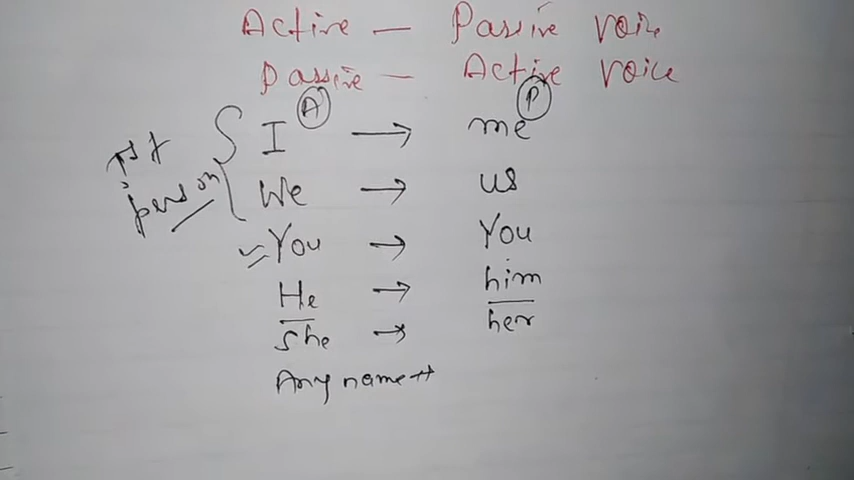 Active — Passive voice
Passive — Active voice
A P
I → me
1st person
We → us
You → You
He → him
She → her
Any name →